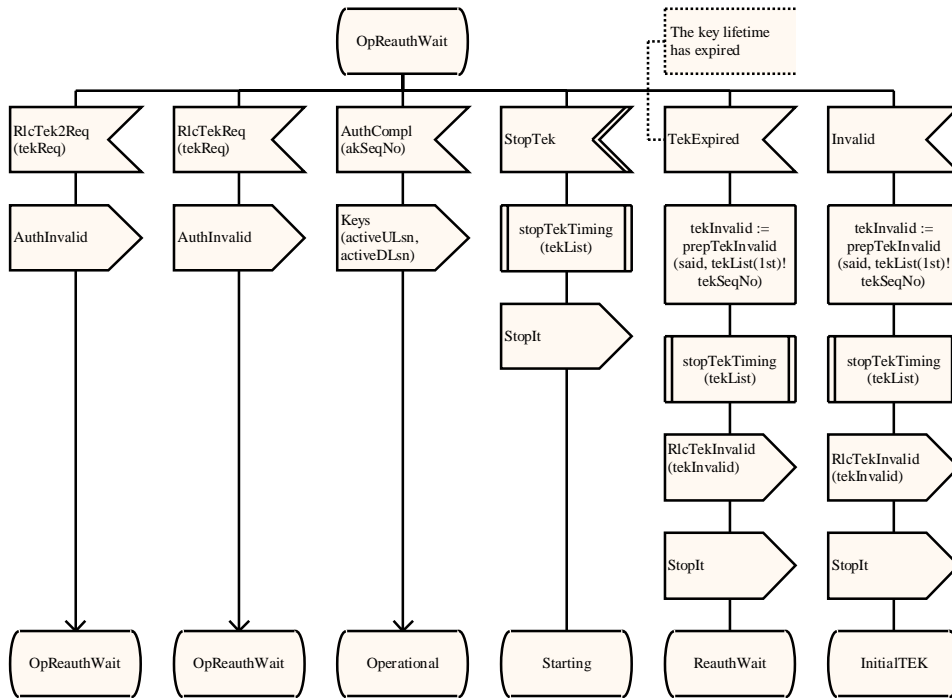 OpReauthWait
The key lifetime
has expired
RlcTek2Req
(tekReq)
RlcTekReq
(tekReq)
AuthCompl
(akSeqNo)
StopTek
TekExpired
Invalid
AuthInvalid
AuthInvalid
Keys
(activeULsn,
activeDLsn)
stopTekTiming
(tekList)
tekInvalid :=
prepTekInvalid
(said, tekList(1st)!
tekSeqNo)
tekInvalid :=
prepTekInvalid
(said, tekList(1st)!
tekSeqNo)
StopIt
stopTekTiming
(tekList)
stopTekTiming
(tekList)
RlcTekInvalid
(tekInvalid)
RlcTekInvalid
(tekInvalid)
StopIt
StopIt
OpReauthWait
OpReauthWait
Operational
Starting
ReauthWait
InitialTEK